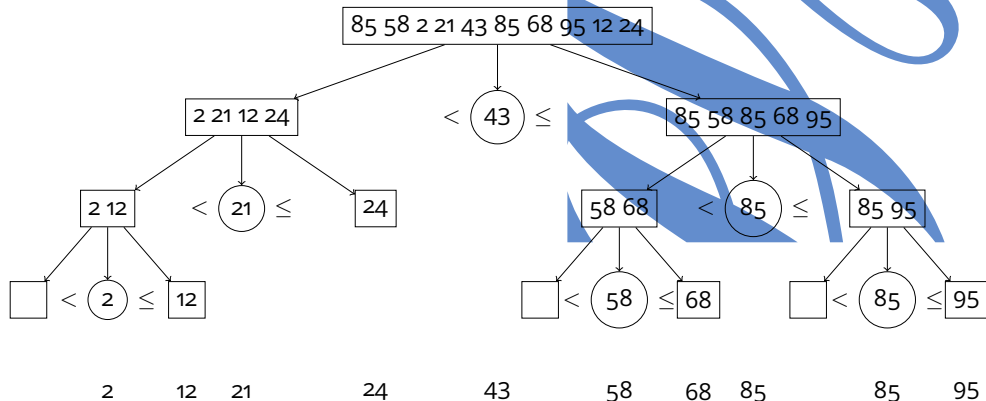 85 58 2 21 43 85 68 95 12 24
2 21 12 24 < 43 ≤ 85 58 85 68 95
2 12 < 21 ≤ 24 58 68 < 85 ≤ 85 95
< 2 ≤ 12 < 58 ≤ 68 < 85 ≤ 95
2 12 21 24 43 58 68 85 85 95